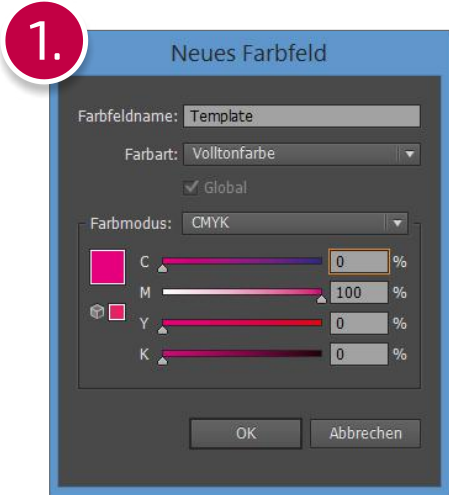 1.
Neues Farbfeld
Farbfeldname: Template
Farbart: Volltonfarbe
Global
Farbmodus: CMYK
C 0 %
M 100 %
Y 0 %
K 0 %
OK Abbrechen